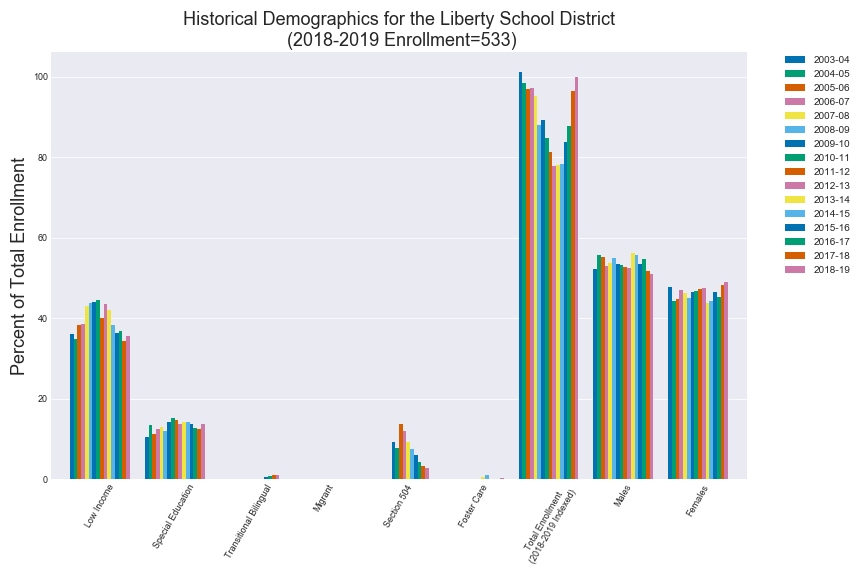 Historical Demographics for the Liberty School District
(2018-2019 Enrollment=533)
Percent of Total Enrollment
100
80
60
40
20
0
Low Income
Special Education
Transitional Bilingual
Migrant
Section 504
Foster Care
Total Enrollment
(2018-2019 Indexed)
Males
Females
2003-04
2004-05
2005-06
2006-07
2007-08
2008-09
2009-10
2010-11
2011-12
2012-13
2013-14
2014-15
2015-16
2016-17
2017-18
2018-19